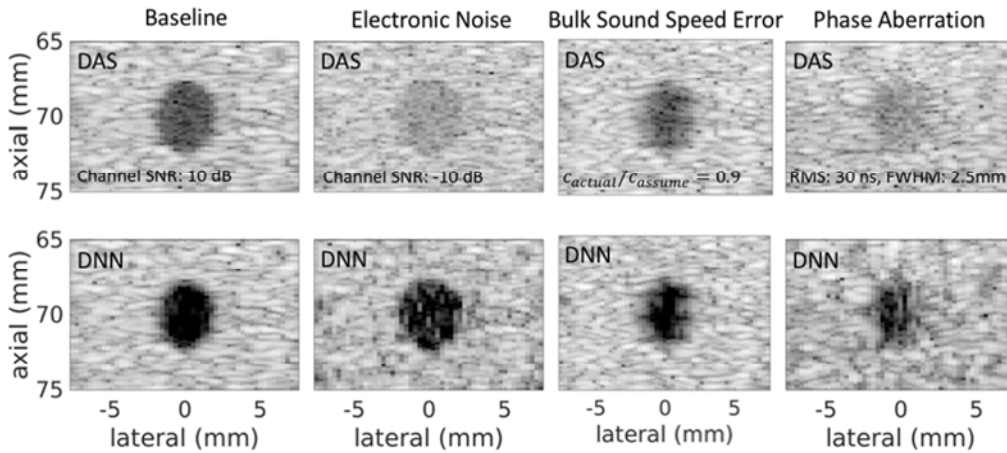 Baseline
Electronic Noise
Bulk Sound Speed Error
Phase Aberration
65
DAS
DAS
DAS
DAS
axial (mm)
70
Channel SNR: 10 dB
Channel SNR: -10 dB
c_actual/c_assume = 0.9
RMS: 30 ns, FWHM: 2.5mm
75
65
DNN
DNN
DNN
DNN
axial (mm)
70
75
-5 0 5
-5 0 5
-5 0 5
-5 0 5
lateral (mm)
lateral (mm)
lateral (mm)
lateral (mm)